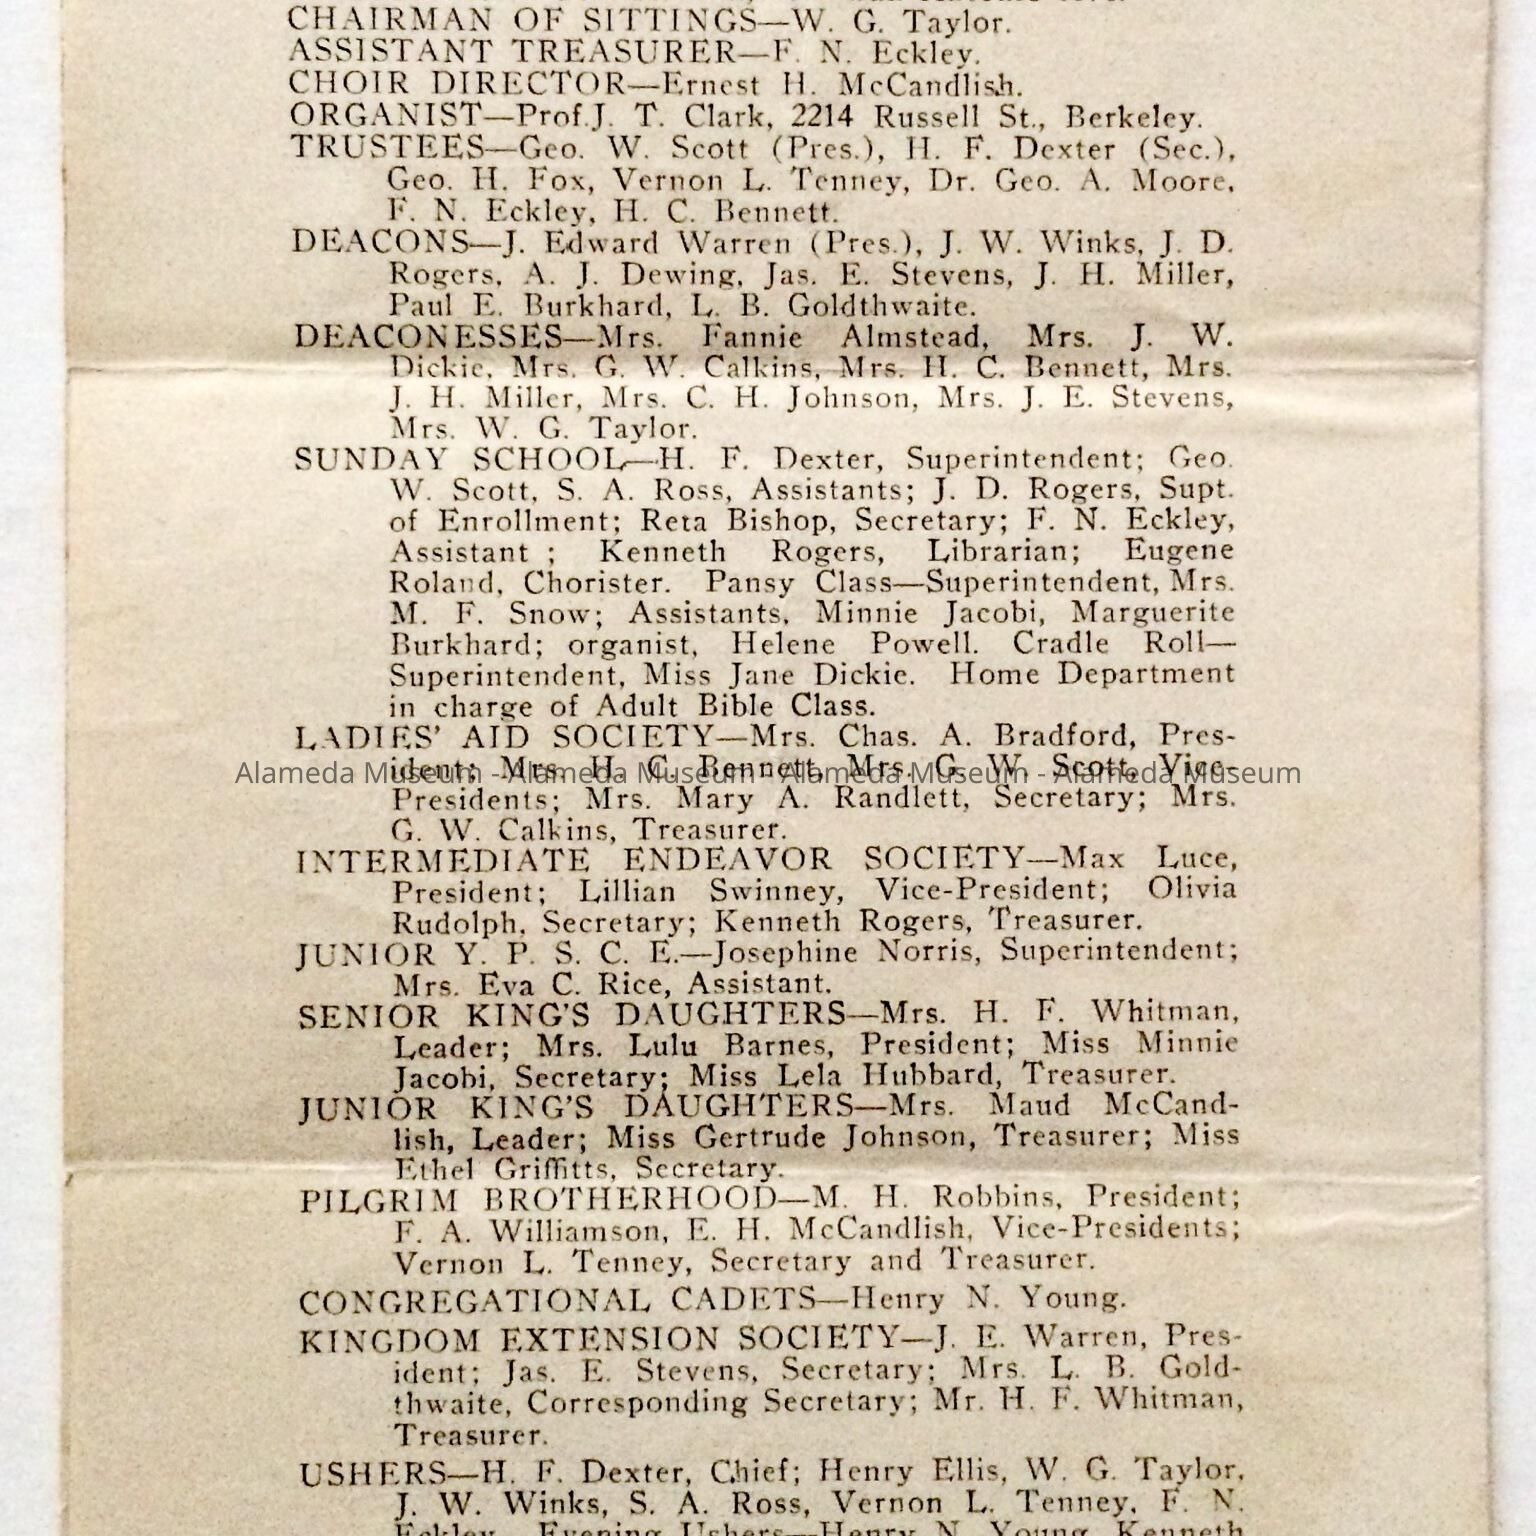 CHAIRMAN OF SITTINGS—W. G. Taylor.
ASSISTANT TREASURER—F. N. Eckley.
CHOIR DIRECTOR—Ernest H. McCandlish.
ORGANIST—Prof.J. T. Clark, 2214 Russell St., Berkeley.
TRUSTEES—Geo. W. Scott (Pres.), H. F. Dexter (Sec.),
Geo. H. Fox, Vernon L. Tenney, Dr. Geo. A. Moore,
F. N. Eckley, H. C. Bennett.
DEACONS—J. Edward Warren (Pres.), J. W. Winks, J. D.
Rogers, A. J. Dewing, Jas. E. Stevens, J. H. Miller,
Paul E. Burkhard, L. B. Goldthwaite.
DEACONESSES—Mrs. Fannie Almstead, Mrs. J. W.
Dickie, Mrs. G. W. Calkins, Mrs. H. C. Bennett, Mrs.
J. H. Miller, Mrs. C. H. Johnson, Mrs. J. E. Stevens,
Mrs. W. G. Taylor.
SUNDAY SCHOOL—H. F. Dexter, Superintendent; Geo.
W. Scott, S. A. Ross, Assistants; J. D. Rogers, Supt.
of Enrollment; Reta Bishop, Secretary; F. N. Eckley,
Assistant ; Kenneth Rogers, Librarian; Eugene
Roland, Chorister. Pansy Class—Superintendent, Mrs.
M. F. Snow; Assistants, Minnie Jacobi, Marguerite
Burkhard; organist, Helene Powell. Cradle Roll—
Superintendent, Miss Jane Dickie. Home Department
in charge of Adult Bible Class.
LADIES' AID SOCIETY—Mrs. Chas. A. Bradford, Pres-
ident; Mrs. H. C. Bennett, Mrs. G. W. Scott, Vice-
Alameda Museum - Alameda Museum - Alameda Museum - Alameda Museum
Presidents; Mrs. Mary A. Randlett, Secretary; Mrs.
G. W. Calkins, Treasurer.
INTERMEDIATE ENDEAVOR SOCIETY—Max Luce,
President; Lillian Swinney, Vice-President; Olivia
Rudolph, Secretary; Kenneth Rogers, Treasurer.
JUNIOR Y. P. S. C. E.—Josephine Norris, Superintendent;
Mrs. Eva C. Rice, Assistant.
SENIOR KING'S DAUGHTERS—Mrs. H. F. Whitman,
Leader; Mrs. Lulu Barnes, President; Miss Minnie
Jacobi, Secretary; Miss Lela Hubbard, Treasurer.
JUNIOR KING'S DAUGHTERS—Mrs. Maud McCand-
lish, Leader; Miss Gertrude Johnson, Treasurer; Miss
Ethel Griffitts, Secretary.
PILGRIM BROTHERHOOD—M. H. Robbins, President;
F. A. Williamson, E. H. McCandlish, Vice-Presidents;
Vernon L. Tenney, Secretary and Treasurer.
CONGREGATIONAL CADETS—Henry N. Young.
KINGDOM EXTENSION SOCIETY—J. E. Warren, Pres-
ident; Jas. E. Stevens, Secretary; Mrs. L. B. Gold-
thwaite, Corresponding Secretary; Mr. H. F. Whitman,
Treasurer.
USHERS—H. F. Dexter, Chief; Henry Ellis, W. G. Taylor,
J. W. Winks, S. A. Ross, Vernon L. Tenney, F. N.
Eckley. Evening Ushers—Henry N. Young, Kenneth